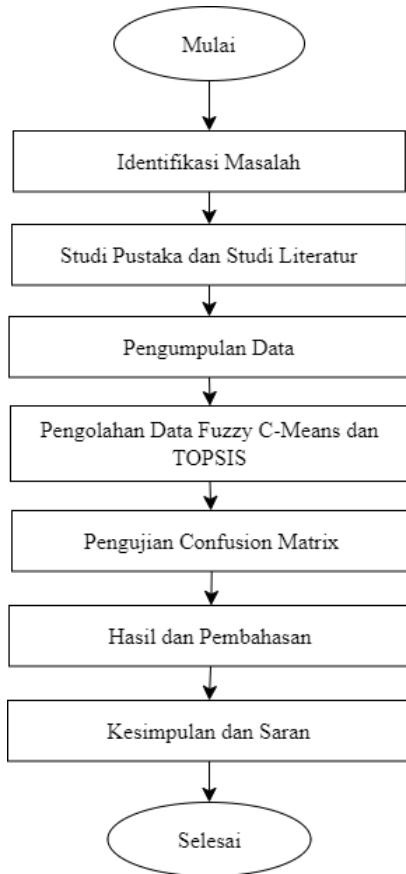 Mulai
Identifikasi Masalah
Studi Pustaka dan Studi Literatur
Pengumpulan Data
Pengolahan Data Fuzzy C-Means dan
TOPSIS
Pengujian Confusion Matrix
Hasil dan Pembahasan
Kesimpulan dan Saran
Selesai